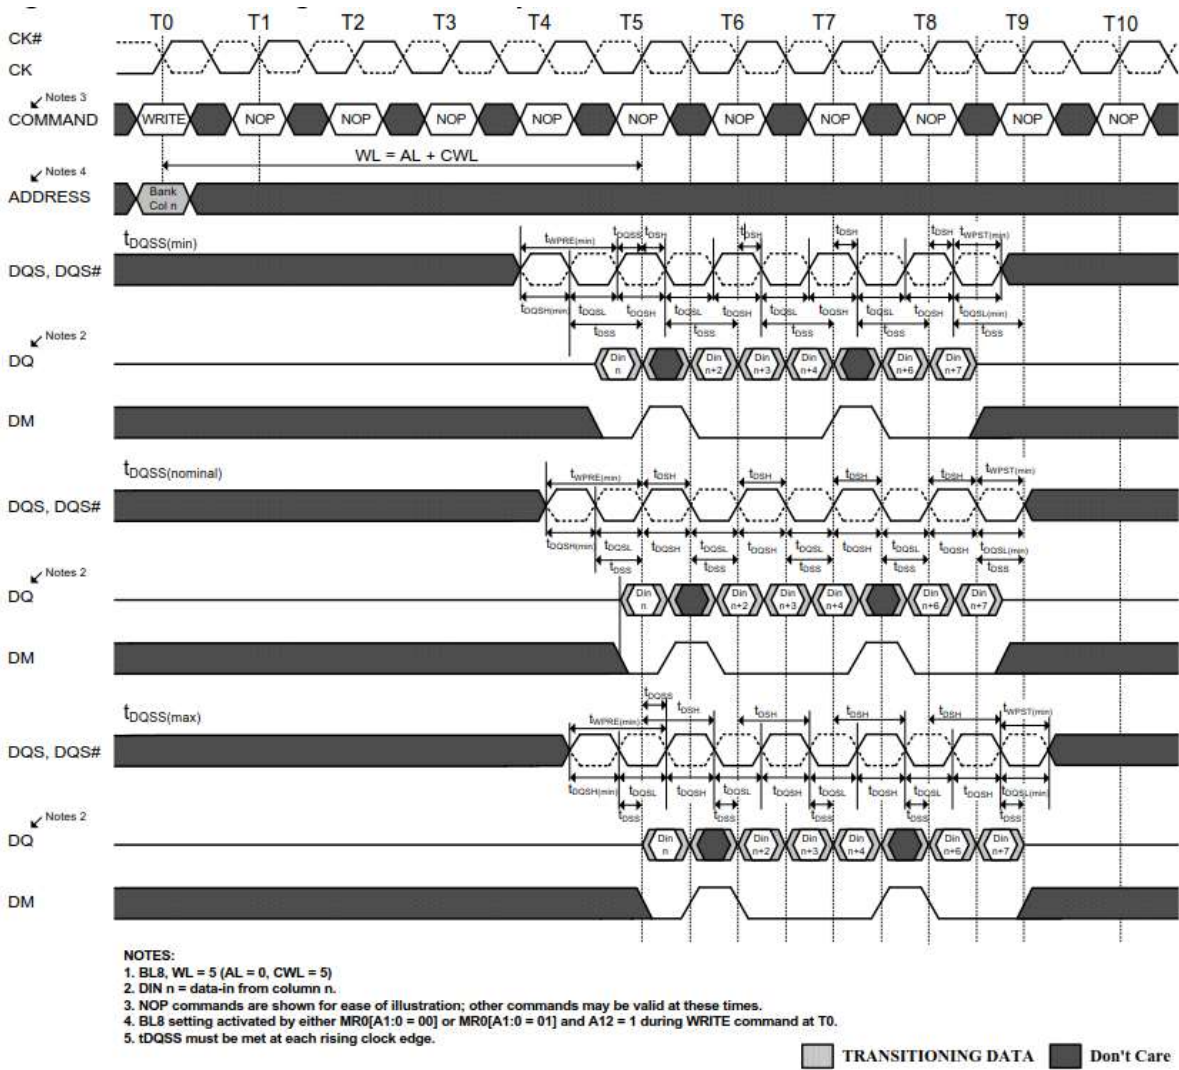 T0 T1 T2 T3 T4 T5 T6 T7 T8 T9 T10
CK#
CK
Notes 3
COMMAND WRITE NOP NOP NOP NOP NOP NOP NOP NOP NOP NOP
WL = AL + CWL
Notes 4
ADDRESS Bank
Col n
tDQSS(min) tWPRE(min) tDQSS tDSH tDSH tDSH tDSH tWPST(min)
DQS, DQS#
tDQSH(min) tDQSL tDQSH tDQSL tDQSH tDQSL tDQSH tDQSL tDQSH tDQSL(min)
tDSS tDSS tDSS tDSS tDSS
Notes 2
DQ Din n Din n+2 Din n+3 Din n+4 Din n+6 Din n+7
DM
tDQSS(nominal) tWPRE(min) tDSH tDSH tDSH tDSH tWPST(min)
DQS, DQS#
tDQSH(min) tDQSL tDQSH tDQSL tDQSH tDQSL tDQSH tDQSL tDQSH tDQSL(min)
tDSS tDSS tDSS tDSS tDSS
Notes 2
DQ Din n Din n+2 Din n+3 Din n+4 Din n+6 Din n+7
DM
tDQSS
tDQSS(max) tWPRE(min) tDSH tDSH tDSH tDSH tWPST(min)
DQS, DQS#
tDQSH(min) tDQSL tDQSH tDQSL tDQSH tDQSL tDQSH tDQSL tDQSH tDQSL(min)
tDSS tDSS tDSS tDSS tDSS
Notes 2
DQ Din n Din n+2 Din n+3 Din n+4 Din n+6 Din n+7
DM
NOTES:
1. BL8, WL = 5 (AL = 0, CWL = 5)
2. DIN n = data-in from column n.
3. NOP commands are shown for ease of illustration; other commands may be valid at these times.
4. BL8 setting activated by either MR0[A1:0 = 00] or MR0[A1:0 = 01] and A12 = 1 during WRITE command at T0.
5. tDQSS must be met at each rising clock edge.
TRANSITIONING DATA Don't Care